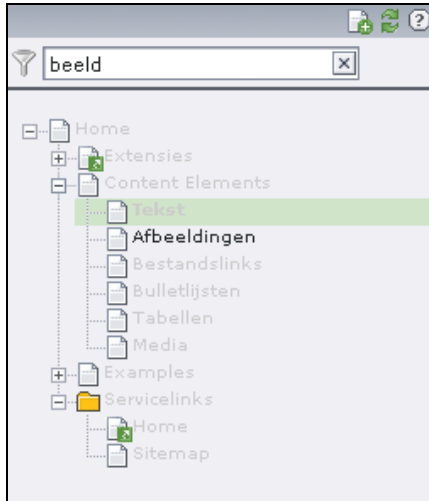 beeld
Home
Extensies
Content Elements
Tekst
Afbeeldingen
Bestandslinks
Bulletlijsten
Tabellen
Media
Examples
Servicelinks
Home
Sitemap